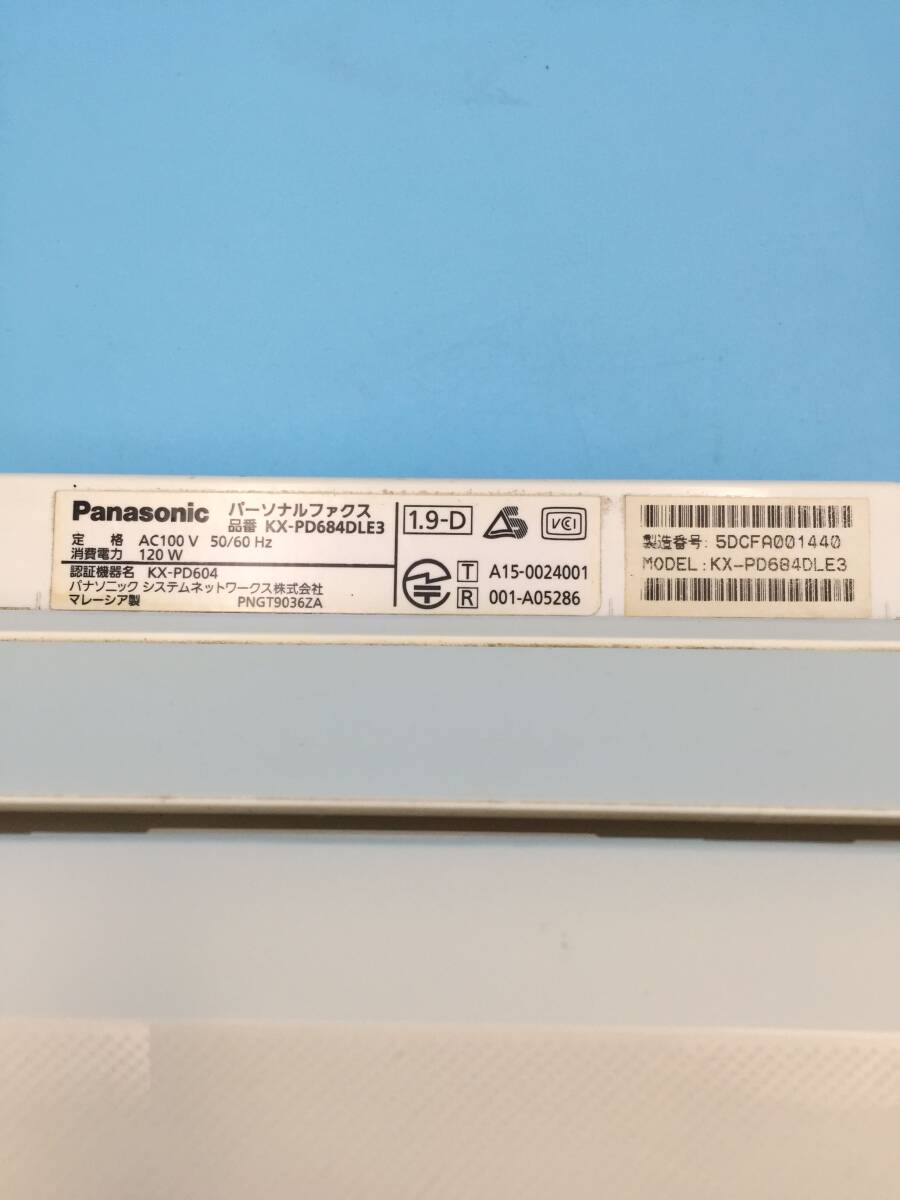 Panasonic パーソナルファクス
品番 KX-PD684DLE3
定 格 AC100 V 50/60 Hz
消費電力 120 W
認証機器名 KX-PD604
パナソニック システムネットワークス株式会社
マレーシア製 PNGT9036ZA
1.9-D
VCI
T A15-0024001
R 001-A05286
製造番号: 5DCFA001440
MODEL:KX-PD684DLE3